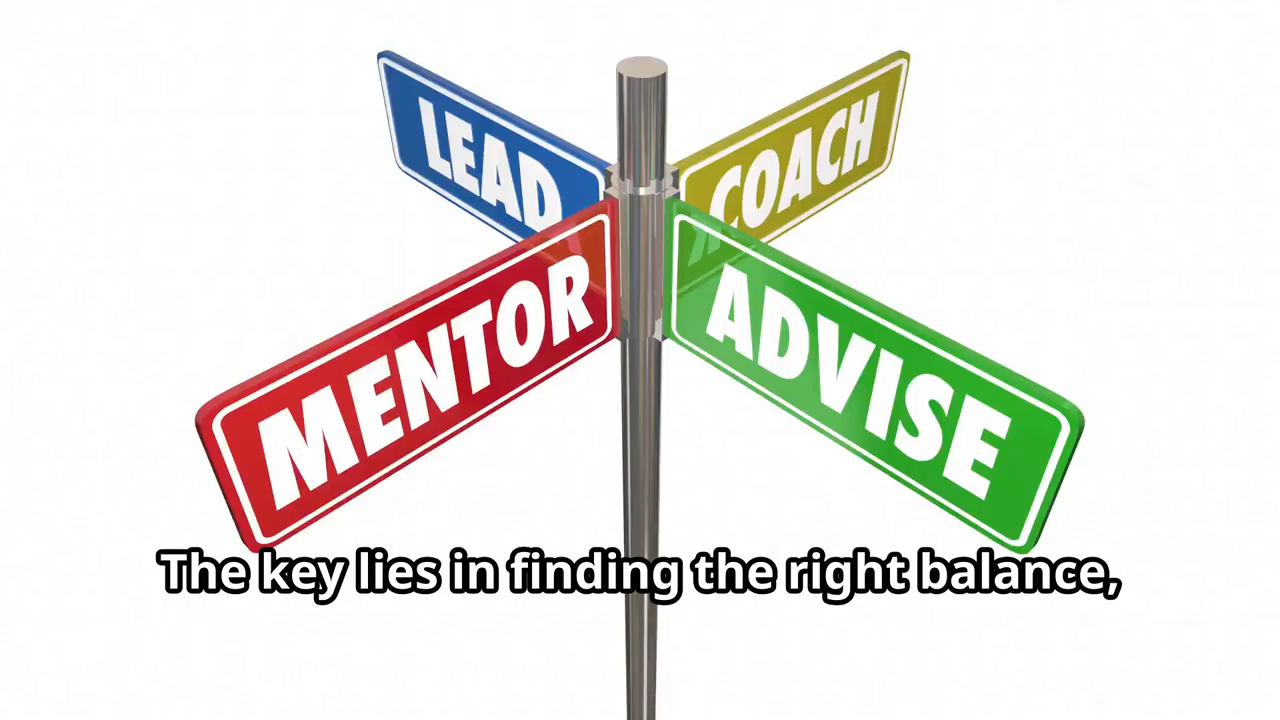 LEAD
COACH
MENTOR
ADVISE
The key lies in finding the right balance,